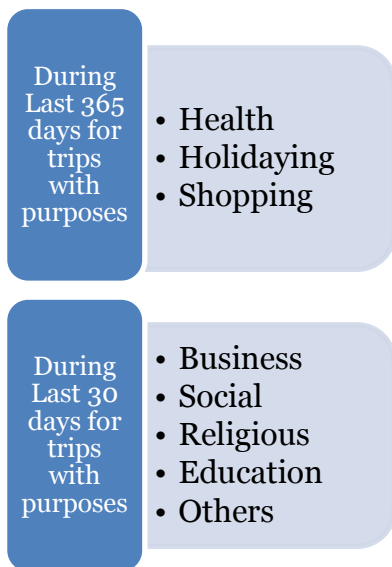 During
Last 365
days for
trips
with
purposes
• Health
• Holidaying
• Shopping
During
Last 30
days for
trips
with
purposes
• Business
• Social
• Religious
• Education
• Others